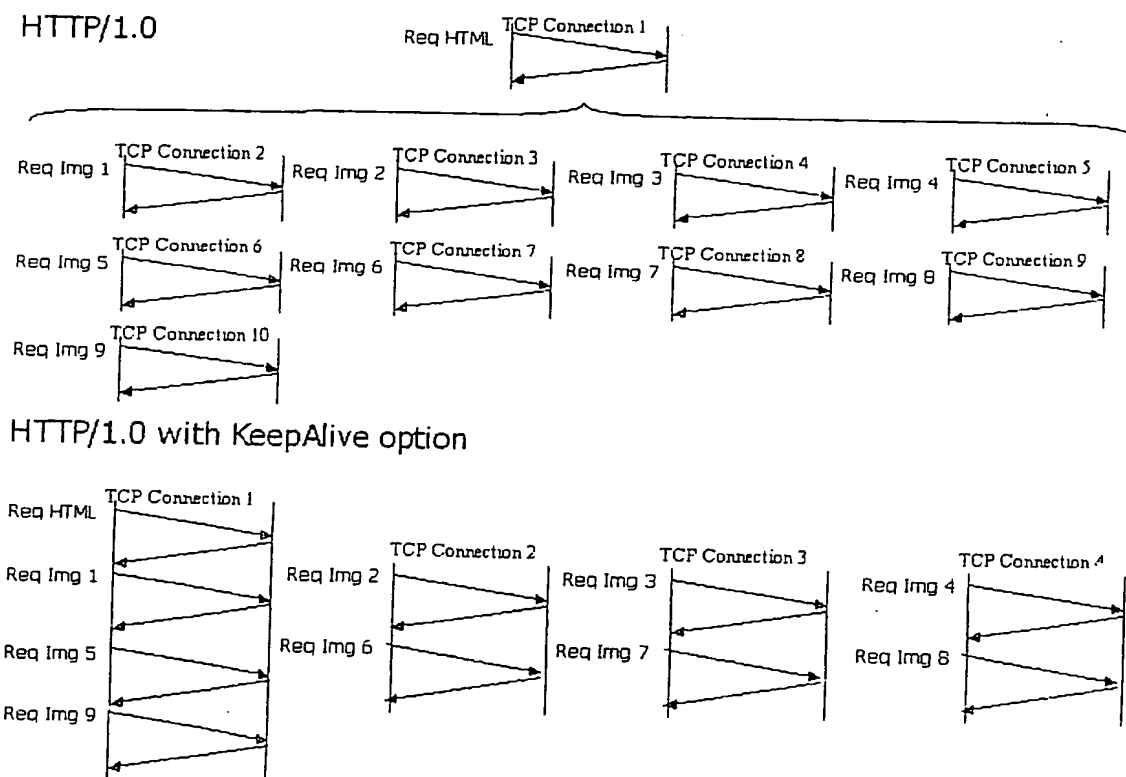 HTTP/1.0
Req HTML
TCP Connection 1
Req Img 1
TCP Connection 2
Req Img 2
TCP Connection 3
Req Img 3
TCP Connection 4
Req Img 4
TCP Connection 5
Req Img 5
TCP Connection 6
Req Img 6
TCP Connection 7
Req Img 7
TCP Connection 8
Req Img 8
TCP Connection 9
Req Img 9
TCP Connection 10
HTTP/1.0 with KeepAlive option
Req HTML
TCP Connection 1
Req Img 1
Req Img 5
Req Img 9
TCP Connection 2
Req Img 2
Req Img 6
TCP Connection 3
Req Img 3
Req Img 7
TCP Connection 4
Req Img 4
Req Img 8